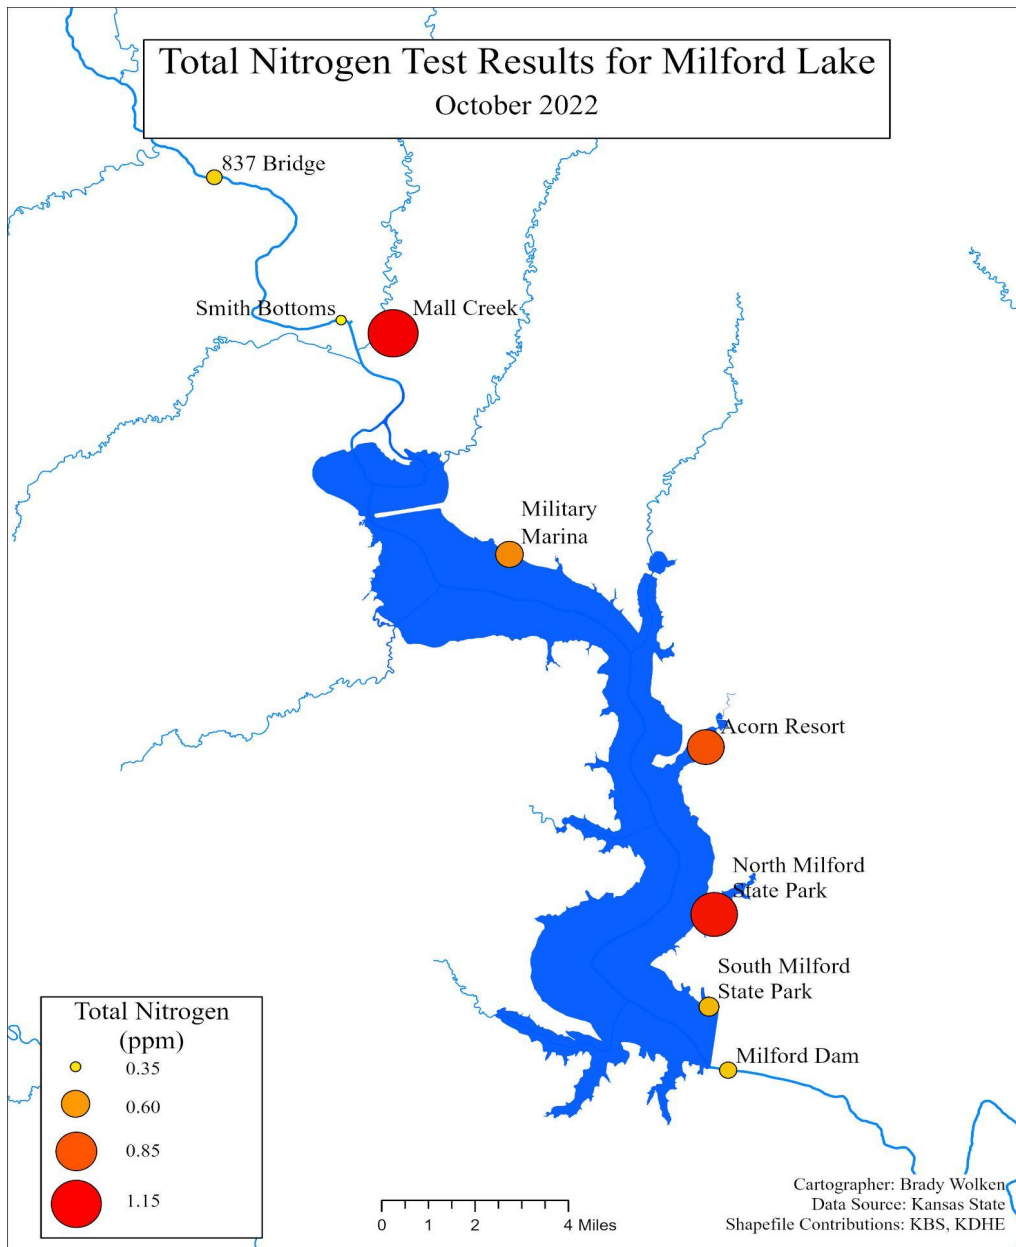 Total Nitrogen Test Results for Milford Lake
October 2022
837 Bridge
Smith Bottoms
Mall Creek
Military
Marina
Acorn Resort
North Milford
State Park
South Milford
State Park
Milford Dam
Total Nitrogen
(ppm)
0.35
0.60
0.85
1.15
0 1 2 4 Miles
Cartographer: Brady Wolken
Data Source: Kansas State
Shapefile Contributions: KBS, KDHE